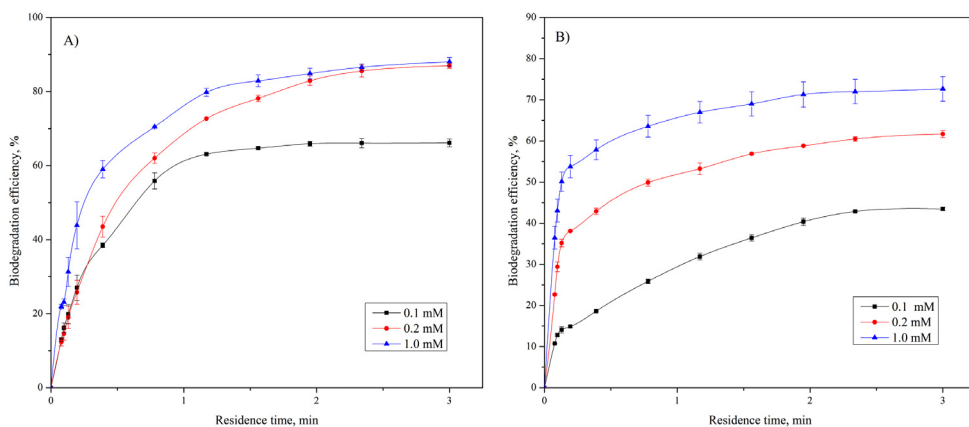 A)
Biodegradation efficiency, %
100
80
60
40
20
0
0.1 mM
0.2 mM
1.0 mM
0
1
2
3
Residence time, min
B)
Biodegradation efficiency, %
90
80
70
60
50
40
30
20
10
0
0.1 mM
0.2 mM
1.0 mM
0
1
2
3
Residence time, min